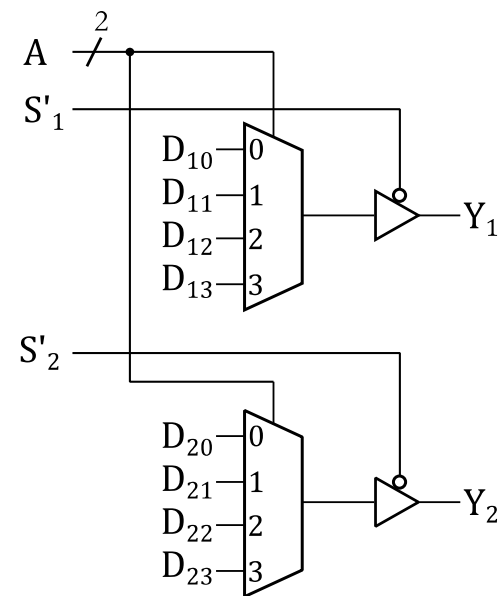 2
A
S'₁
D₁₀ 0
D₁₁ 1
Y₁
D₁₂ 2
D₁₃ 3
S'₂
D₂₀ 0
D₂₁ 1
Y₂
D₂₂ 2
D₂₃ 3